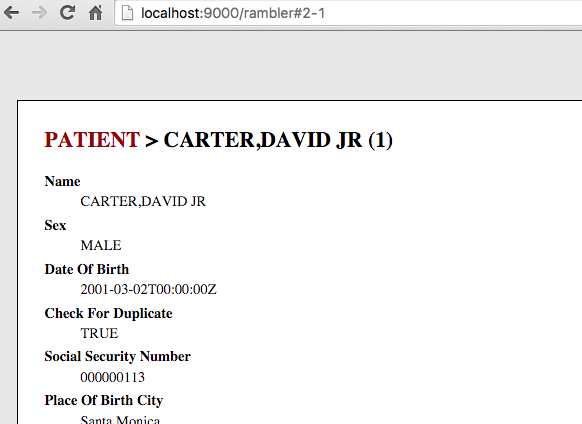 localhost:9000/rambler#2-1
PATIENT > CARTER,DAVID JR (1)
Name
CARTER,DAVID JR
Sex
MALE
Date Of Birth
2001-03-02T00:00:00Z
Check For Duplicate
TRUE
Social Security Number
000000113
Place Of Birth City
Santa Monica